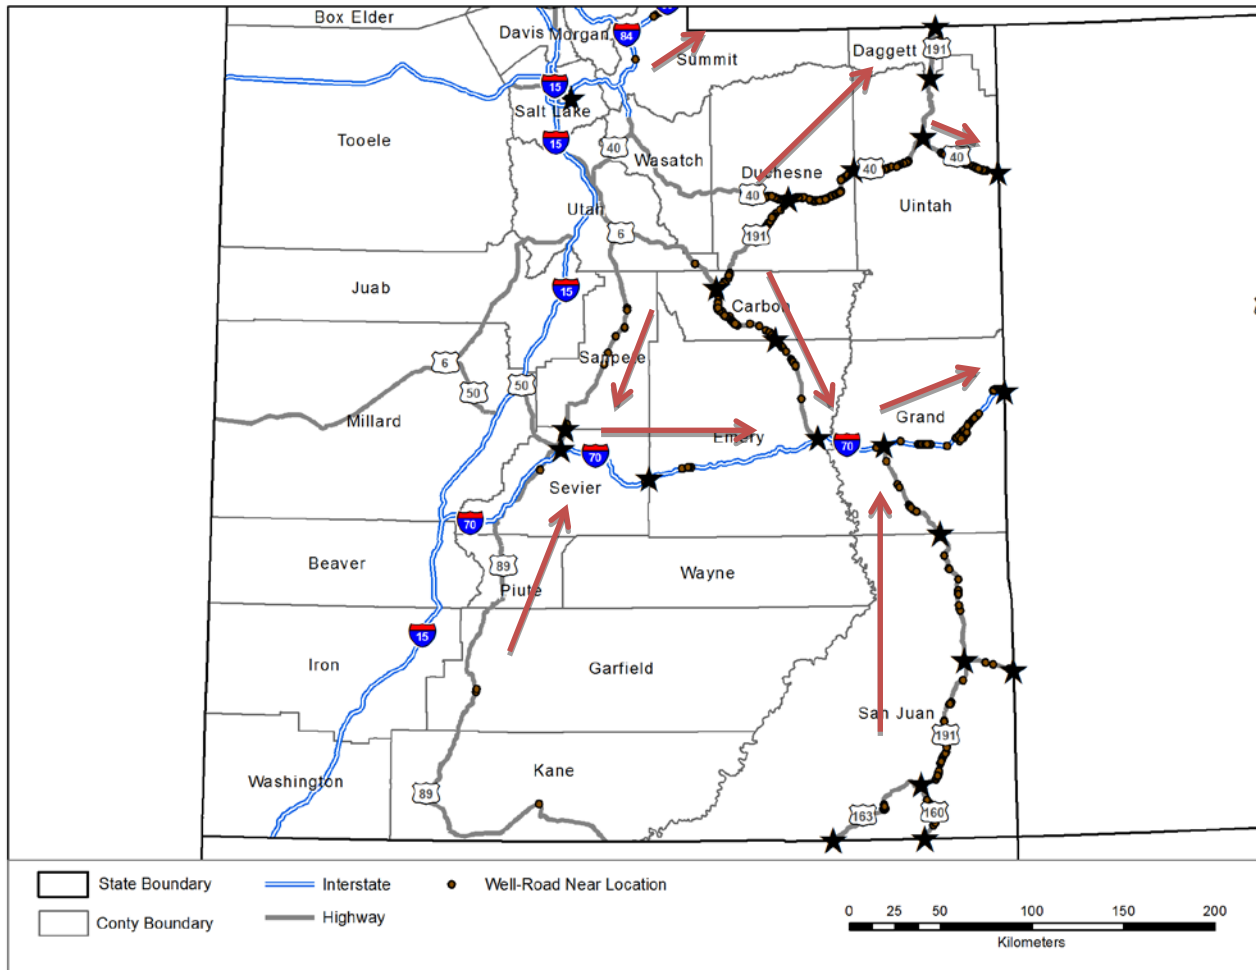 Box Elder
Davis
Morgan
84
Summit
Daggett
191
15
Salt Lake
Tooele
15
40
Wasatch
Duchesne
40
40
40
Uintah
Utah
6
191
Juab
15
Carbon
Sanpete
6
50
50
Millard
Emery
Grand
70
70
Sevier
70
Beaver
89
Piute
Wayne
15
Iron
Garfield
San Juan
191
Washington
Kane
89
163
160
State Boundary
Interstate
Well-Road Near Location
Conty Boundary
Highway
0 25 50 100 150 200
Kilometers